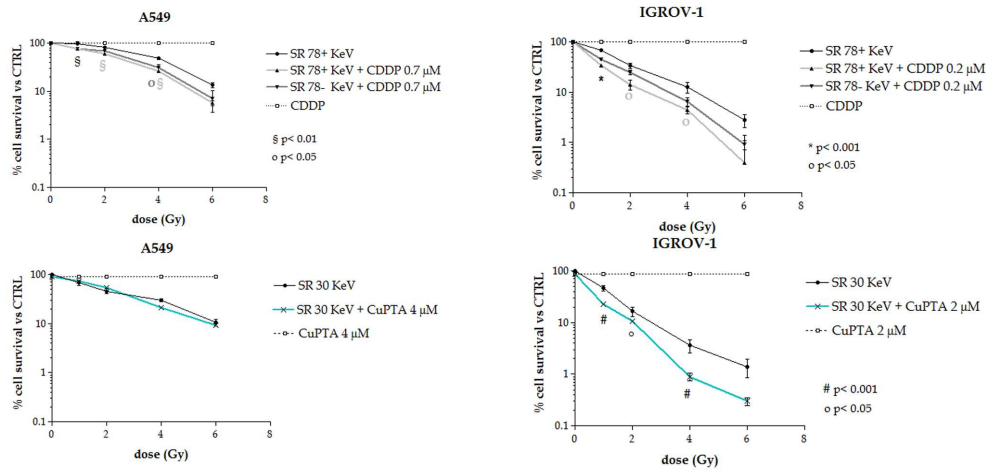 A549
% cell survival vs CTRL
100
10
1
0.1
0 2 4 6 8
dose (Gy)
§
§
o
§
SR 78+ KeV
SR 78+ KeV + CDDP 0.7 µM
SR 78- KeV + CDDP 0.7 µM
CDDP
§ p< 0.01
o p< 0.05
IGROV-1
% cell survival vs CTRL
100
10
1
0.1
0 2 4 6 8
dose (Gy)
*
o
o
SR 78+ KeV
SR 78+ KeV + CDDP 0.2 µM
SR 78- KeV + CDDP 0.2 µM
CDDP
* p< 0.001
o p< 0.05
A549
% cell survival vs CTRL
100
10
1
0.1
0 2 4 6 8
dose (Gy)
SR 30 KeV
SR 30 KeV + CuPTA 4 µM
CuPTA 4 µM
IGROV-1
% cell survival vs CTRL
100
10
1
0.1
0 2 4 6 8
dose (Gy)
#
o
#
SR 30 KeV
SR 30 KeV + CuPTA 2 µM
CuPTA 2 µM
# p< 0.001
o p< 0.05